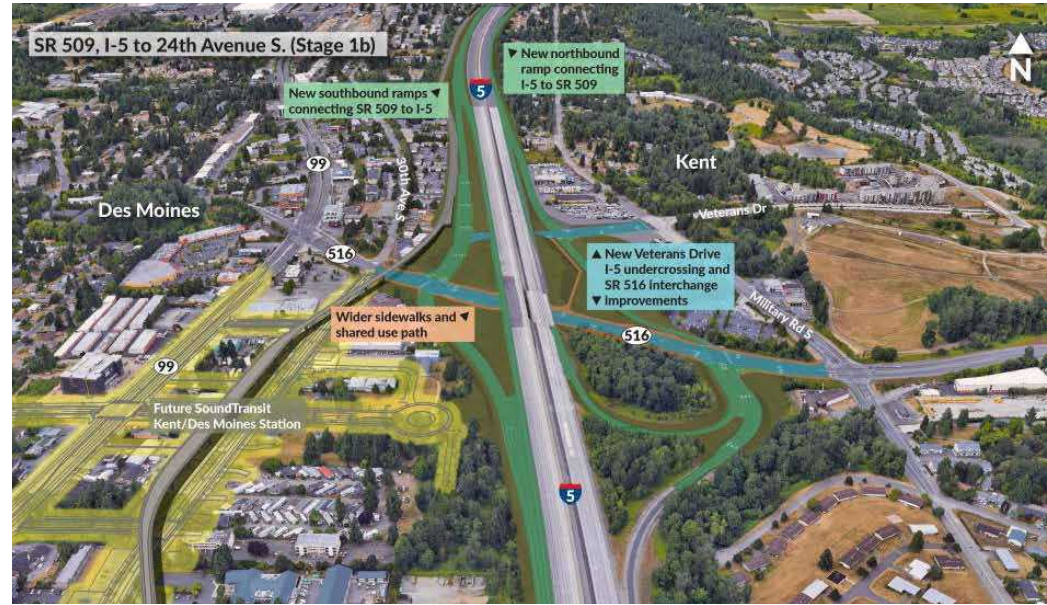 SR 509, I-5 to 24th Avenue S. (Stage 1b)
N
New northbound
ramp connecting
I-5 to SR 509
New southbound ramps
connecting SR 509 to I-5
5
99
30th Ave S
Kent
Des Moines
Veterans Dr
516
New Veterans Drive
I-5 undercrossing and
SR 516 interchange
improvements
Military Rd S
Wider sidewalks and
shared use path
516
99
Future SoundTransit
Kent/Des Moines Station
5